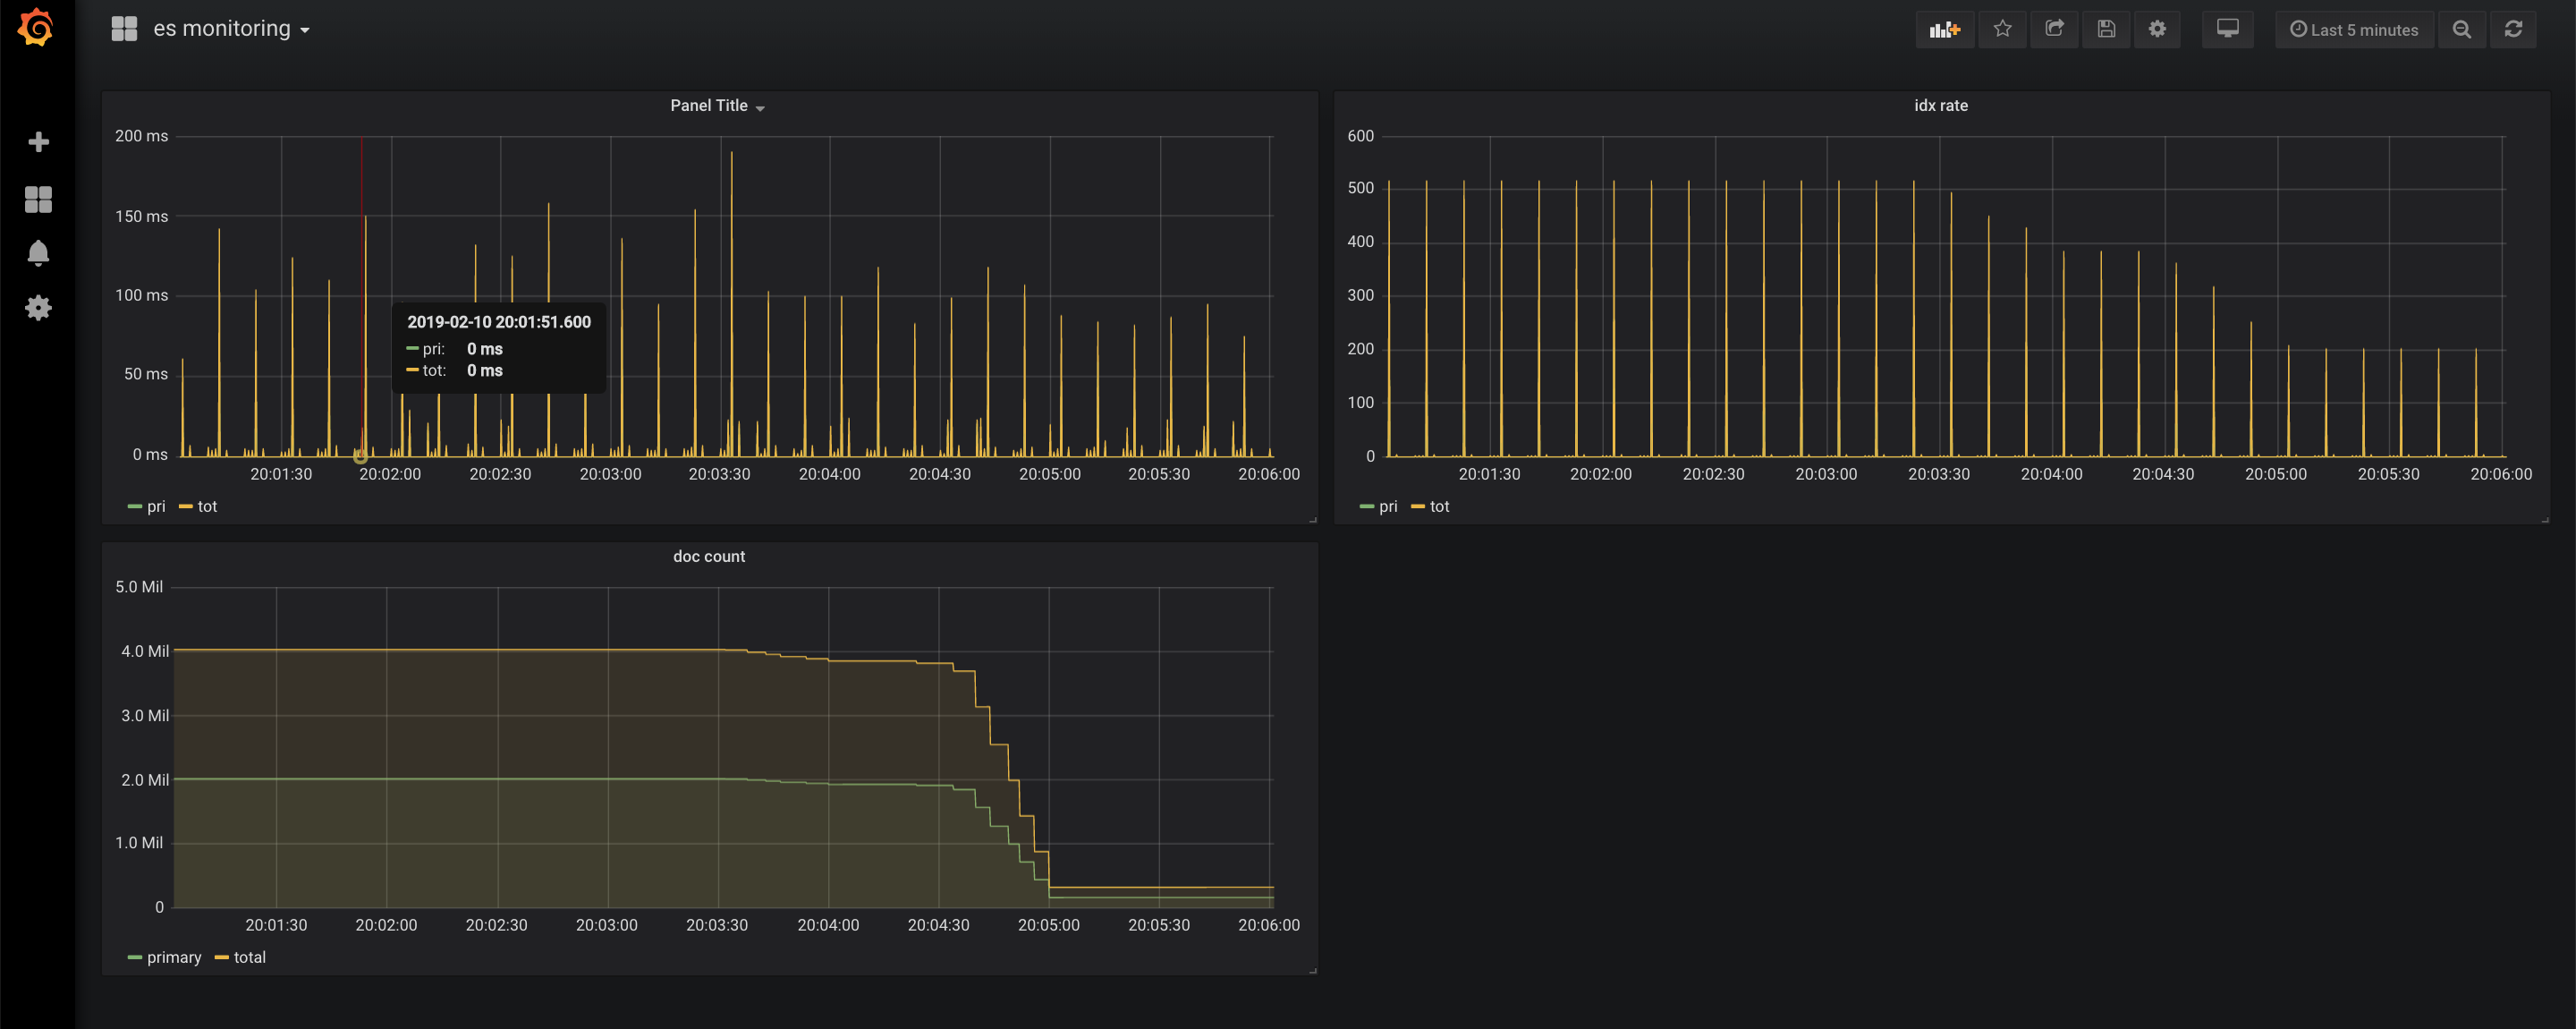 es monitoring
Last 5 minutes
Panel Title
200 ms
150 ms
100 ms
50 ms
0 ms
2019-02-10 20:01:51.600
pri: 0 ms
tot: 0 ms
20:01:30 20:02:00 20:02:30 20:03:00 20:03:30 20:04:00 20:04:30 20:05:00 20:05:30 20:06:00
pri tot
idx rate
600
500
400
300
200
100
0
20:01:30 20:02:00 20:02:30 20:03:00 20:03:30 20:04:00 20:04:30 20:05:00 20:05:30 20:06:00
pri tot
doc count
5.0 Mil
4.0 Mil
3.0 Mil
2.0 Mil
1.0 Mil
0
20:01:30 20:02:00 20:02:30 20:03:00 20:03:30 20:04:00 20:04:30 20:05:00 20:05:30 20:06:00
primary total